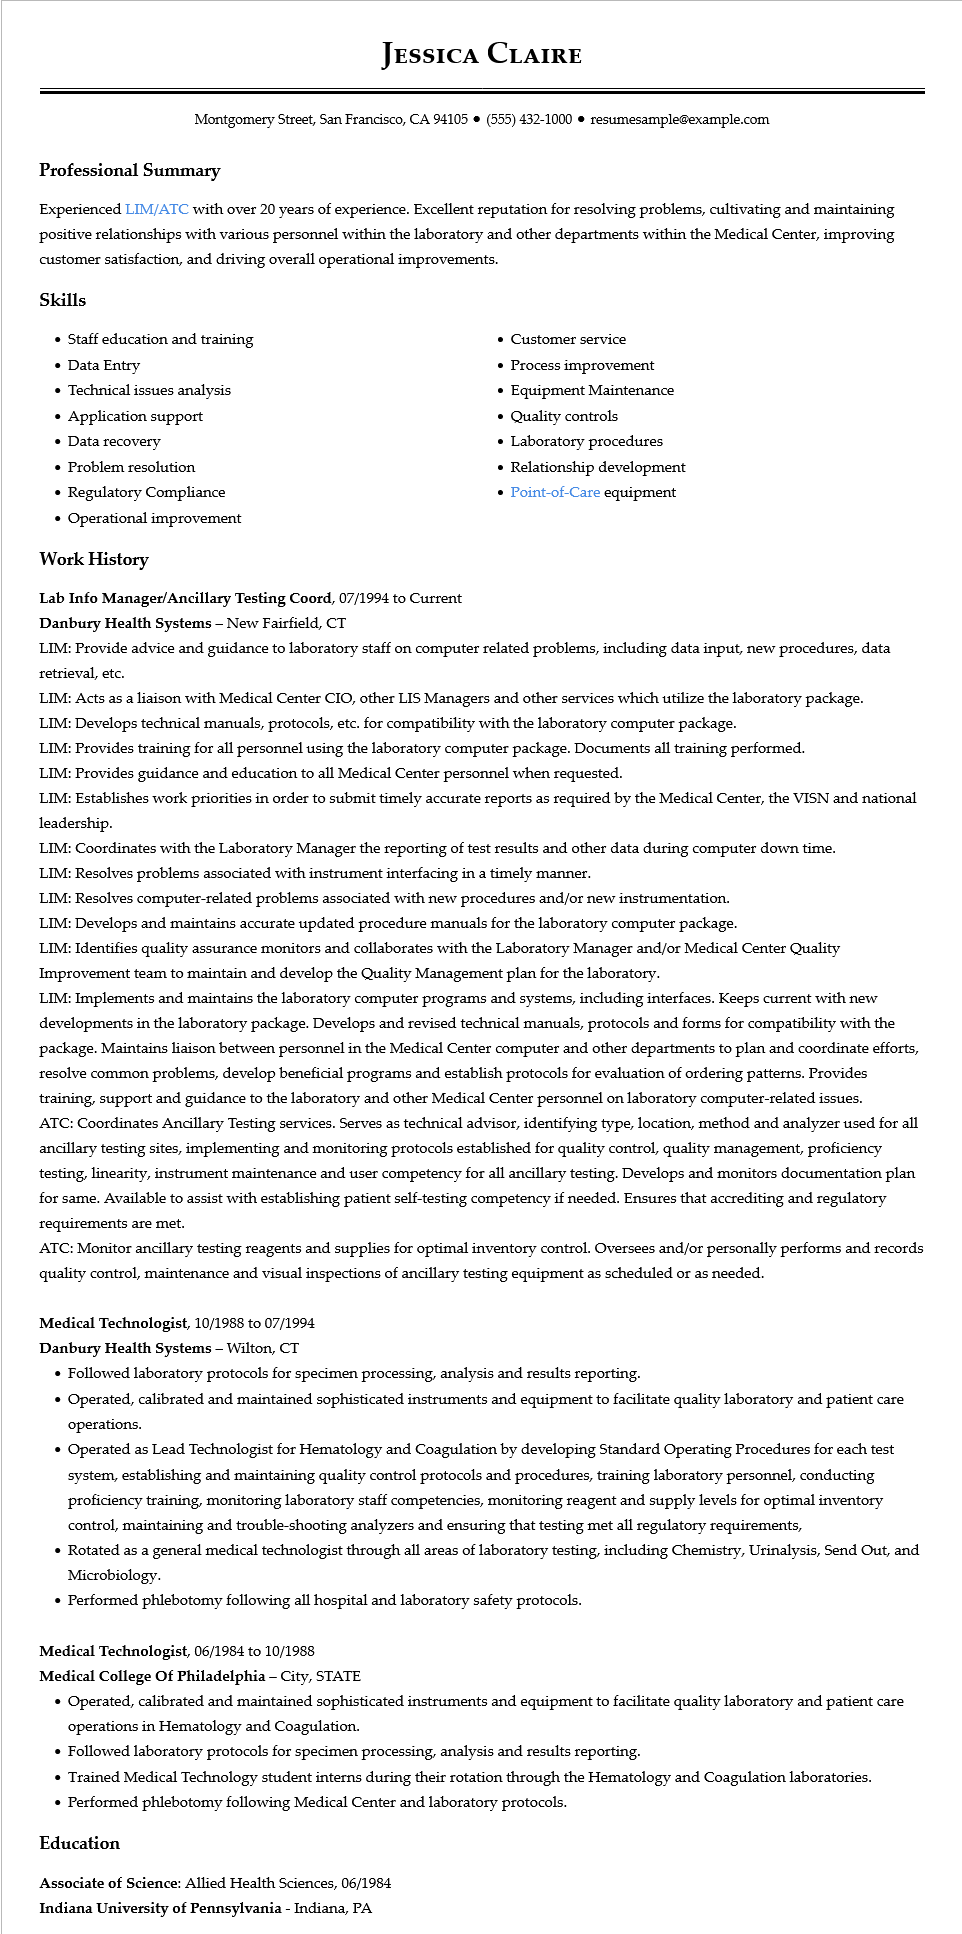 Jessica Claire
Montgomery Street, San Francisco, CA 94105 ● (555) 432-1000 ● resumesample@example.com
Professional Summary
Experienced LIM/ATC with over 20 years of experience. Excellent reputation for resolving problems, cultivating and maintaining
positive relationships with various personnel within the laboratory and other departments within the Medical Center, improving
customer satisfaction, and driving overall operational improvements.
Skills
• Staff education and training
• Data Entry
• Technical issues analysis
• Application support
• Data recovery
• Problem resolution
• Regulatory Compliance
• Operational improvement
• Customer service
• Process improvement
• Equipment Maintenance
• Quality controls
• Laboratory procedures
• Relationship development
• Point-of-Care equipment
Work History
Lab Info Manager/Ancillary Testing Coord, 07/1994 to Current
Danbury Health Systems – New Fairfield, CT
LIM: Provide advice and guidance to laboratory staff on computer related problems, including data input, new procedures, data
retrieval, etc.
LIM: Acts as a liaison with Medical Center CIO, other LIS Managers and other services which utilize the laboratory package.
LIM: Develops technical manuals, protocols, etc. for compatibility with the laboratory computer package.
LIM: Provides training for all personnel using the laboratory computer package. Documents all training performed.
LIM: Provides guidance and education to all Medical Center personnel when requested.
LIM: Establishes work priorities in order to submit timely accurate reports as required by the Medical Center, the VISN and national
leadership.
LIM: Coordinates with the Laboratory Manager the reporting of test results and other data during computer down time.
LIM: Resolves problems associated with instrument interfacing in a timely manner.
LIM: Resolves computer-related problems associated with new procedures and/or new instrumentation.
LIM: Develops and maintains accurate updated procedure manuals for the laboratory computer package.
LIM: Identifies quality assurance monitors and collaborates with the Laboratory Manager and/or Medical Center Quality
Improvement team to maintain and develop the Quality Management plan for the laboratory.
LIM: Implements and maintains the laboratory computer programs and systems, including interfaces. Keeps current with new
developments in the laboratory package. Develops and revised technical manuals, protocols and forms for compatibility with the
package. Maintains liaison between personnel in the Medical Center computer and other departments to plan and coordinate efforts,
resolve common problems, develop beneficial programs and establish protocols for evaluation of ordering patterns. Provides
training, support and guidance to the laboratory and other Medical Center personnel on laboratory computer-related issues.
ATC: Coordinates Ancillary Testing services. Serves as technical advisor, identifying type, location, method and analyzer used for all
ancillary testing sites, implementing and monitoring protocols established for quality control, quality management, proficiency
testing, linearity, instrument maintenance and user competency for all ancillary testing. Develops and monitors documentation plan
for same. Available to assist with establishing patient self-testing competency if needed. Ensures that accrediting and regulatory
requirements are met.
ATC: Monitor ancillary testing reagents and supplies for optimal inventory control. Oversees and/or personally performs and records
quality control, maintenance and visual inspections of ancillary testing equipment as scheduled or as needed.
Medical Technologist, 10/1988 to 07/1994
Danbury Health Systems – Wilton, CT
• Followed laboratory protocols for specimen processing, analysis and results reporting.
• Operated, calibrated and maintained sophisticated instruments and equipment to facilitate quality laboratory and patient care
operations.
• Operated as Lead Technologist for Hematology and Coagulation by developing Standard Operating Procedures for each test
system, establishing and maintaining quality control protocols and procedures, training laboratory personnel, conducting
proficiency training, monitoring laboratory staff competencies, monitoring reagent and supply levels for optimal inventory
control, maintaining and trouble-shooting analyzers and ensuring that testing met all regulatory requirements,
• Rotated as a general medical technologist through all areas of laboratory testing, including Chemistry, Urinalysis, Send Out, and
Microbiology.
• Performed phlebotomy following all hospital and laboratory safety protocols.
Medical Technologist, 06/1984 to 10/1988
Medical College Of Philadelphia – City, STATE
• Operated, calibrated and maintained sophisticated instruments and equipment to facilitate quality laboratory and patient care
operations in Hematology and Coagulation.
• Followed laboratory protocols for specimen processing, analysis and results reporting.
• Trained Medical Technology student interns during their rotation through the Hematology and Coagulation laboratories.
• Performed phlebotomy following Medical Center and laboratory protocols.
Education
Associate of Science: Allied Health Sciences, 06/1984
Indiana University of Pennsylvania - Indiana, PA